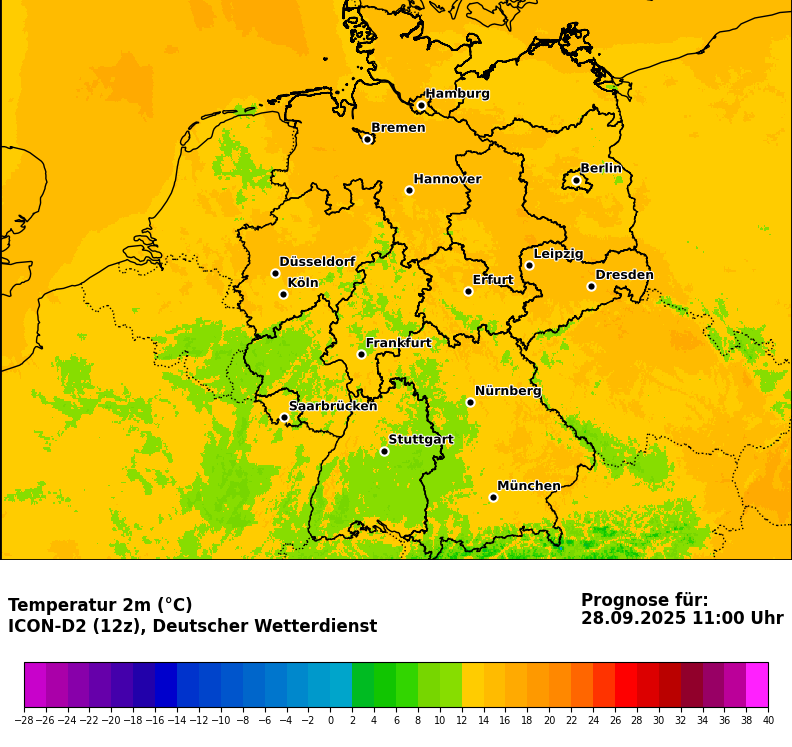 Hamburg
Bremen
Berlin
Hannover
Leipzig
Düsseldorf
Dresden
Köln
Erfurt
Frankfurt
Nürnberg
Saarbrücken
Stuttgart
München
Temperatur 2m (°C)
ICON-D2 (12z), Deutscher Wetterdienst
Prognose für:
28.09.2025 11:00 Uhr
−28 −26 −24 −22 −20 −18 −16 −14 −12 −10 −8 −6 −4 −2 0 2 4 6 8 10 12 14 16 18 20 22 24 26 28 30 32 34 36 38 40